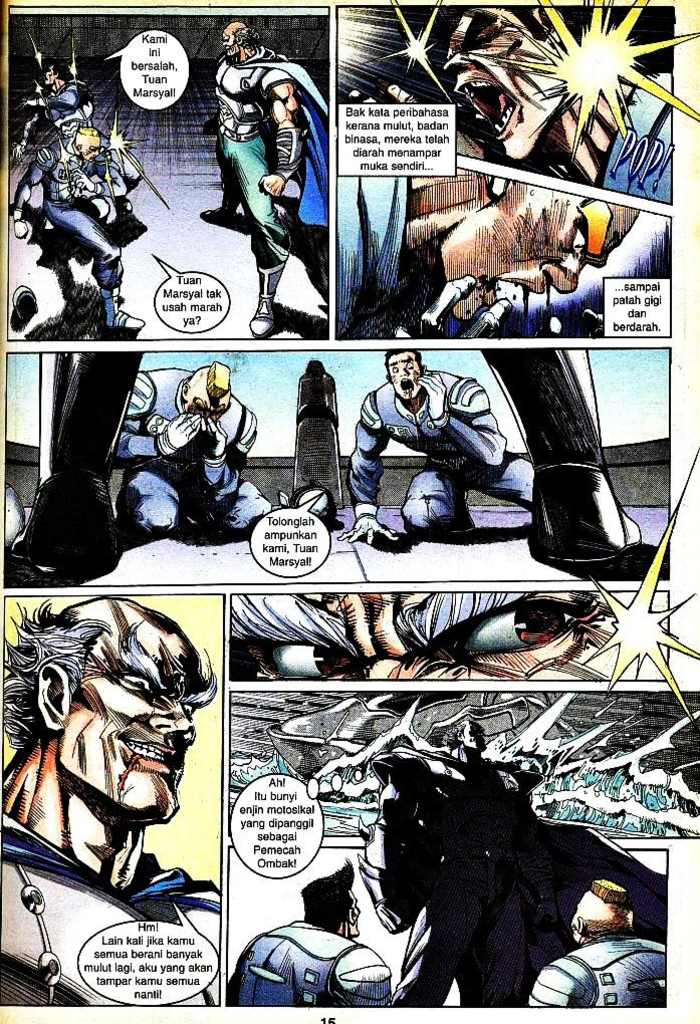 Kami
ini
bersalah,
Tuan
Marsyal!
Tuan
Marsyal tak
usah marah
ya?
Bak kata peribahasa
kerana mulut, badan
binasa, mereka telah
diarah menampar
muka sendiri...
POP!
...sampai
patah gigi
dan
berdarah.
Tolonglah
ampunkan
kami, Tuan
Marsyal!
Hm!
Lain kali jika kamu
semua berani banyak
mulut lagi, aku yang akan
tampar kamu semua
nanti!
Ah!
Itu bunyi
enjin motosikal
yang dipanggil
sebagai
Pemecah
Ombak!
15